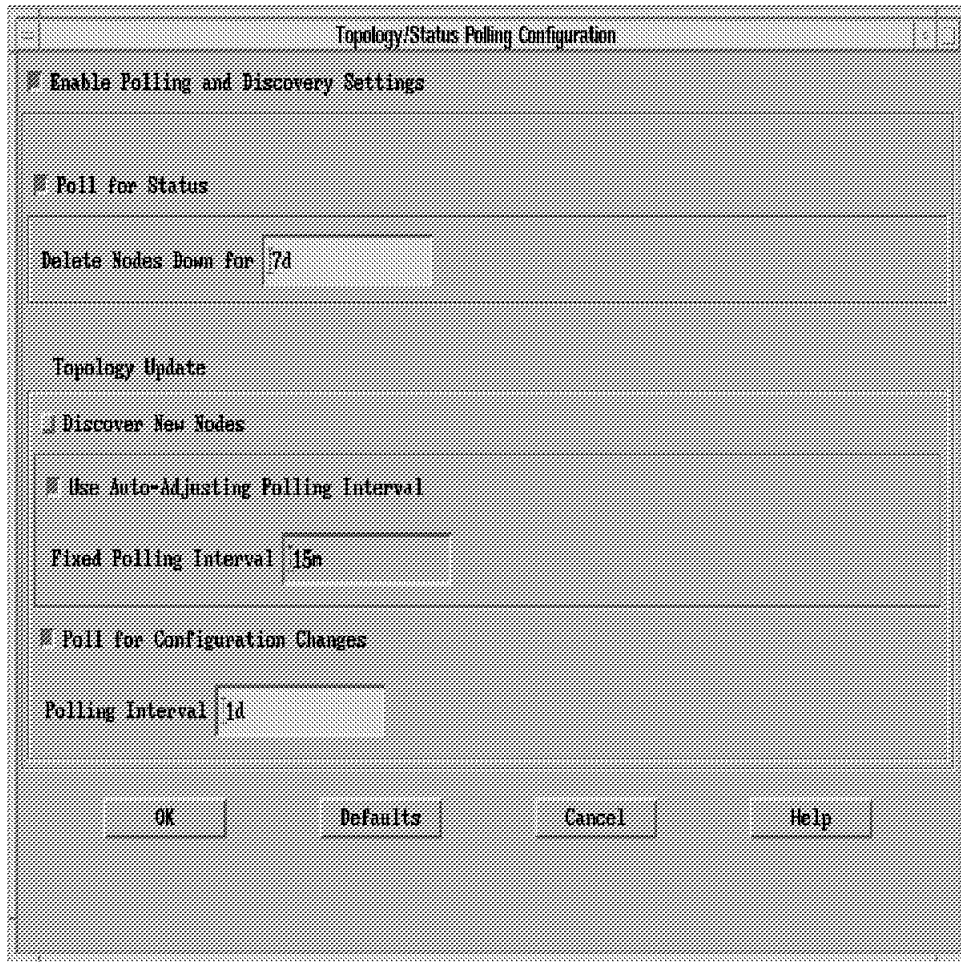 Topology/Status Polling Configuration
Enable Polling and Discovery Settings
Poll for Status
Delete Nodes Down for 7d
Topology Update
Discover New Nodes
Use Auto-Adjusting Polling Interval
Fixed Polling Interval 15m
Poll for Configuration Changes
Polling Interval 1d
OK Defaults Cancel Help